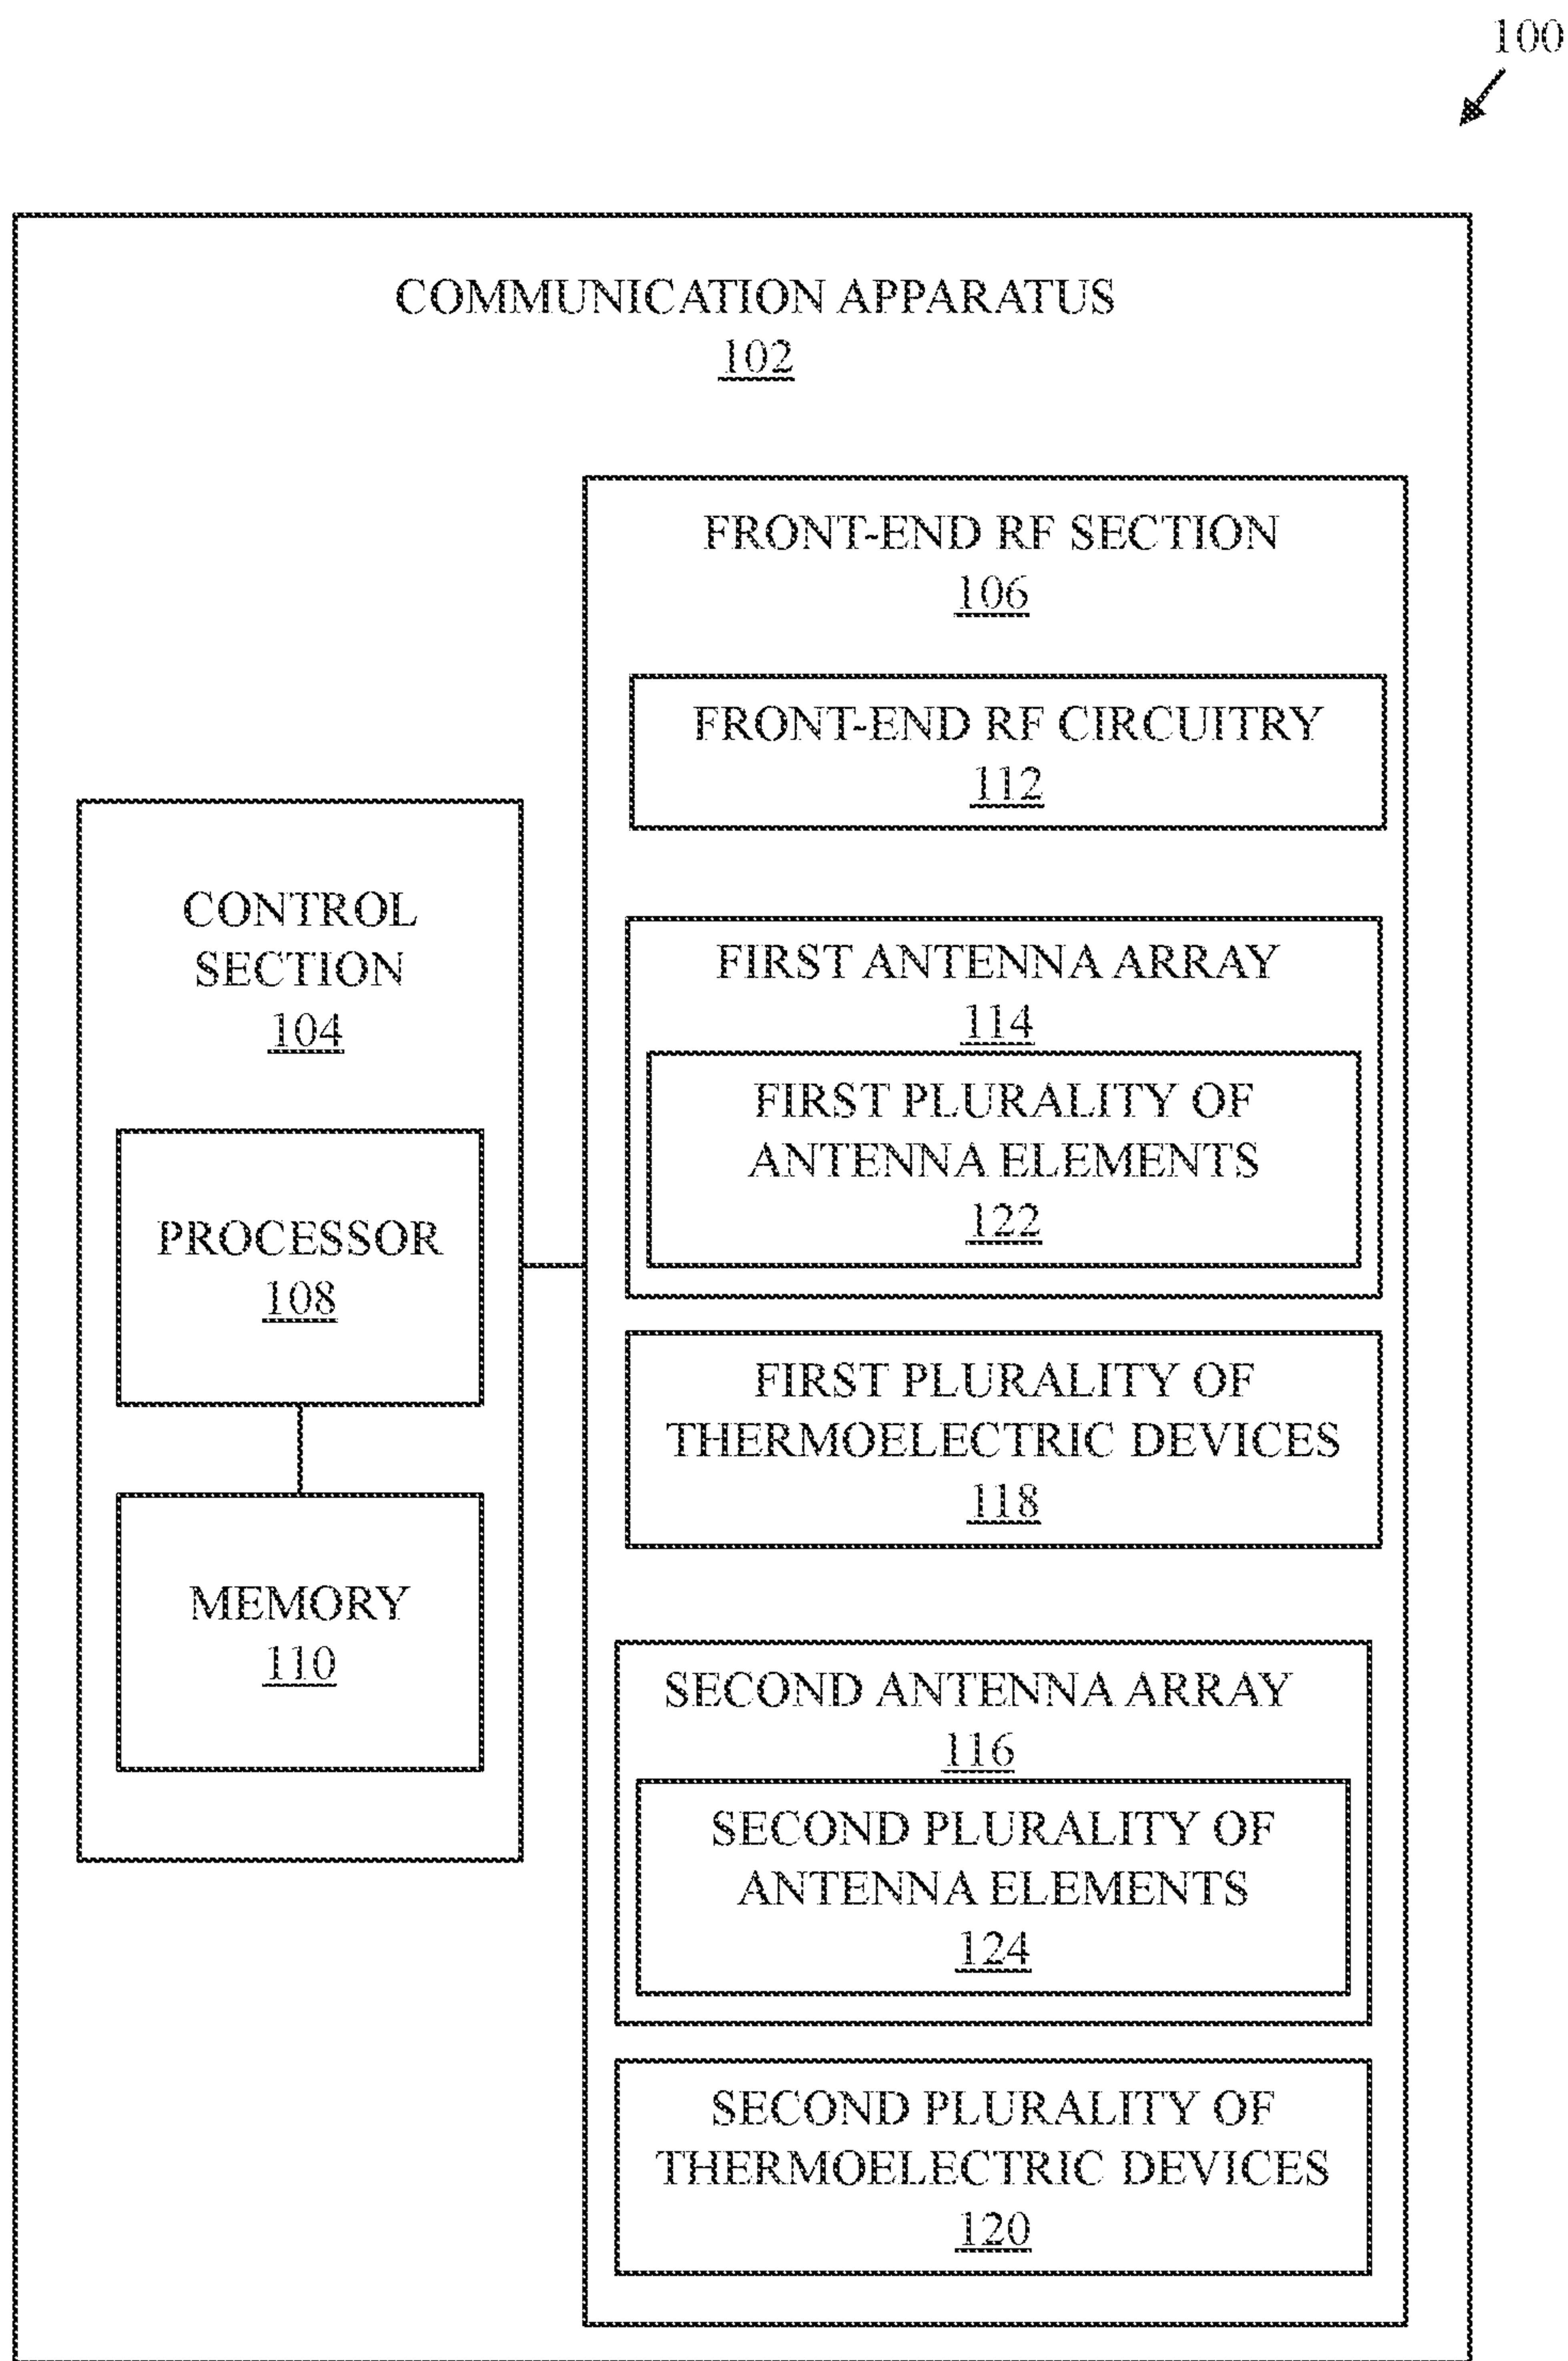 100
COMMUNICATION APPARATUS
102
CONTROL
SECTION
104
PROCESSOR
108
MEMORY
110
FRONT-END RF SECTION
106
FRONT-END RF CIRCUITRY
112
FIRST ANTENNA ARRAY
114
FIRST PLURALITY OF
ANTENNA ELEMENTS
122
FIRST PLURALITY OF
THERMOELECTRIC DEVICES
118
SECOND ANTENNA ARRAY
116
SECOND PLURALITY OF
ANTENNA ELEMENTS
124
SECOND PLURALITY OF
THERMOELECTRIC DEVICES
120